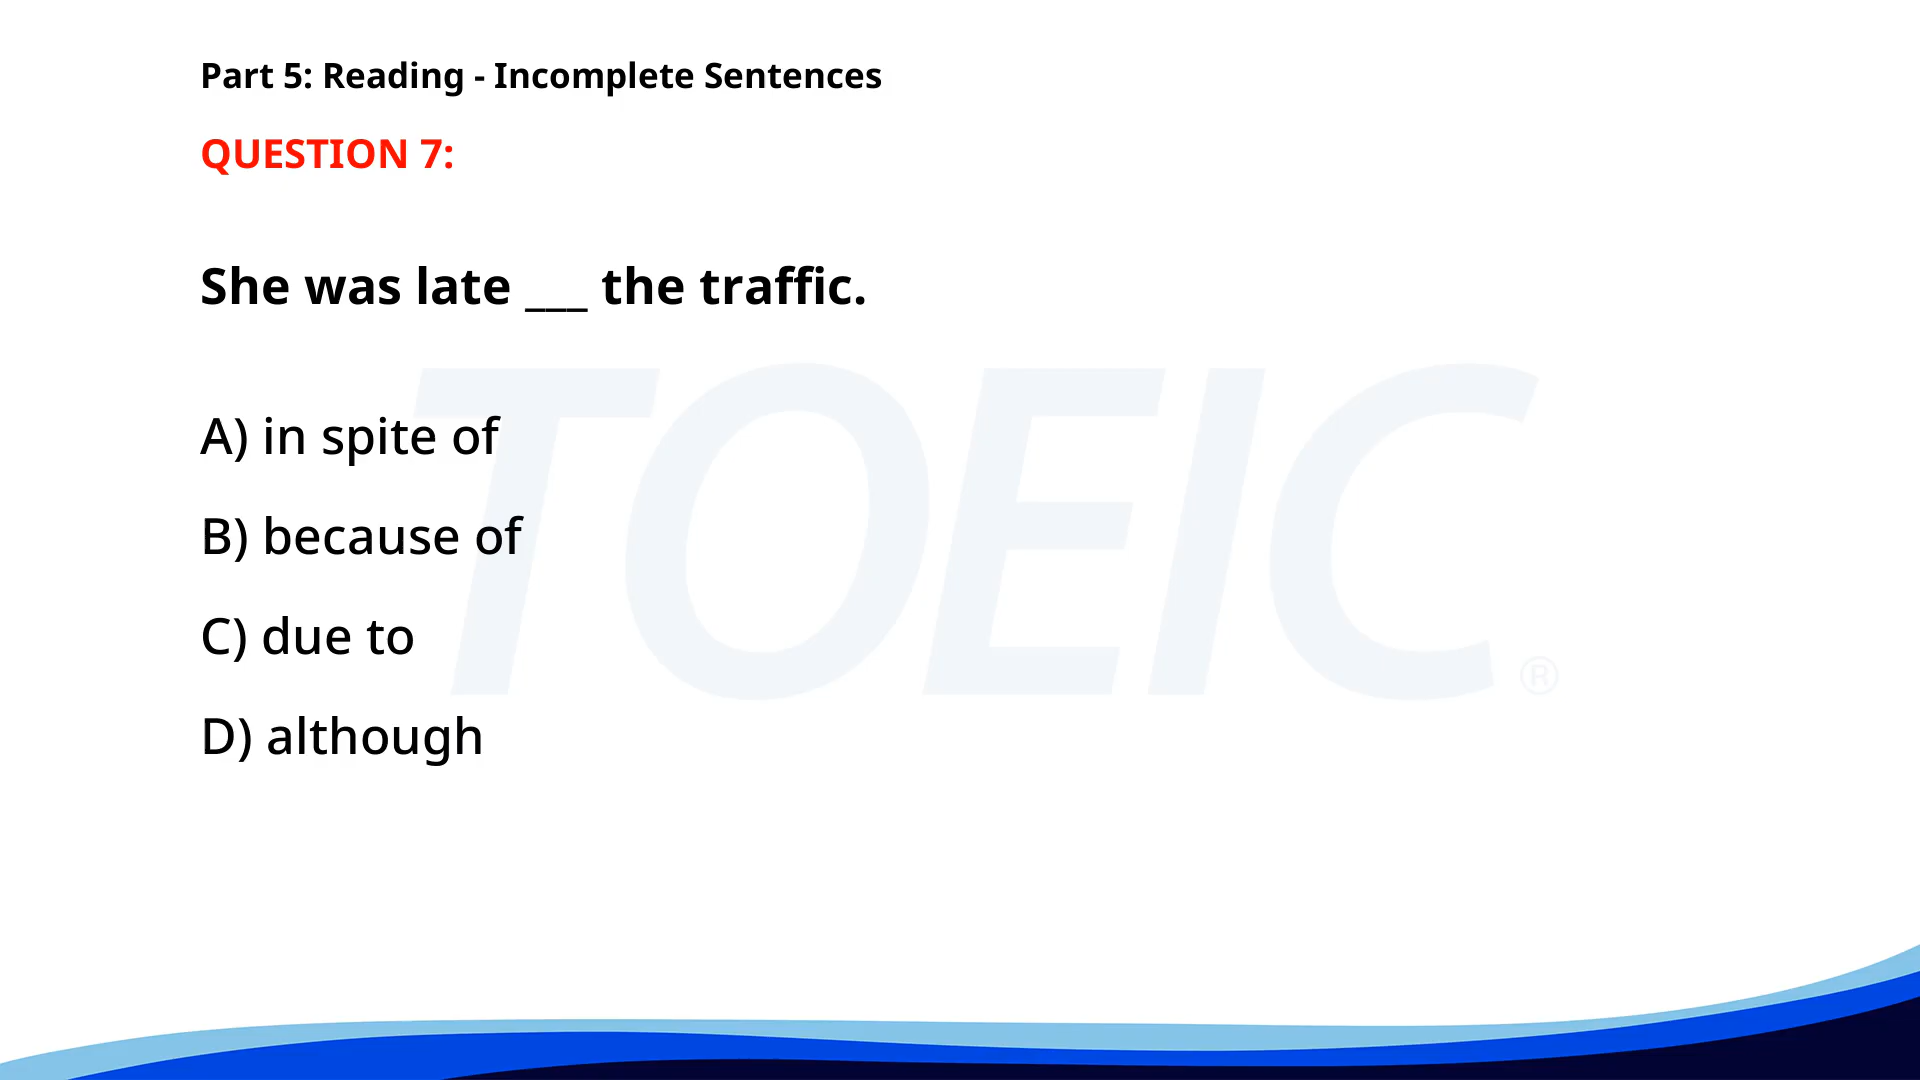 Part 5: Reading - Incomplete Sentences
QUESTION 7:
She was late ___ the traffic.
TOEIC®
A) in spite of
B) because of
C) due to
D) although